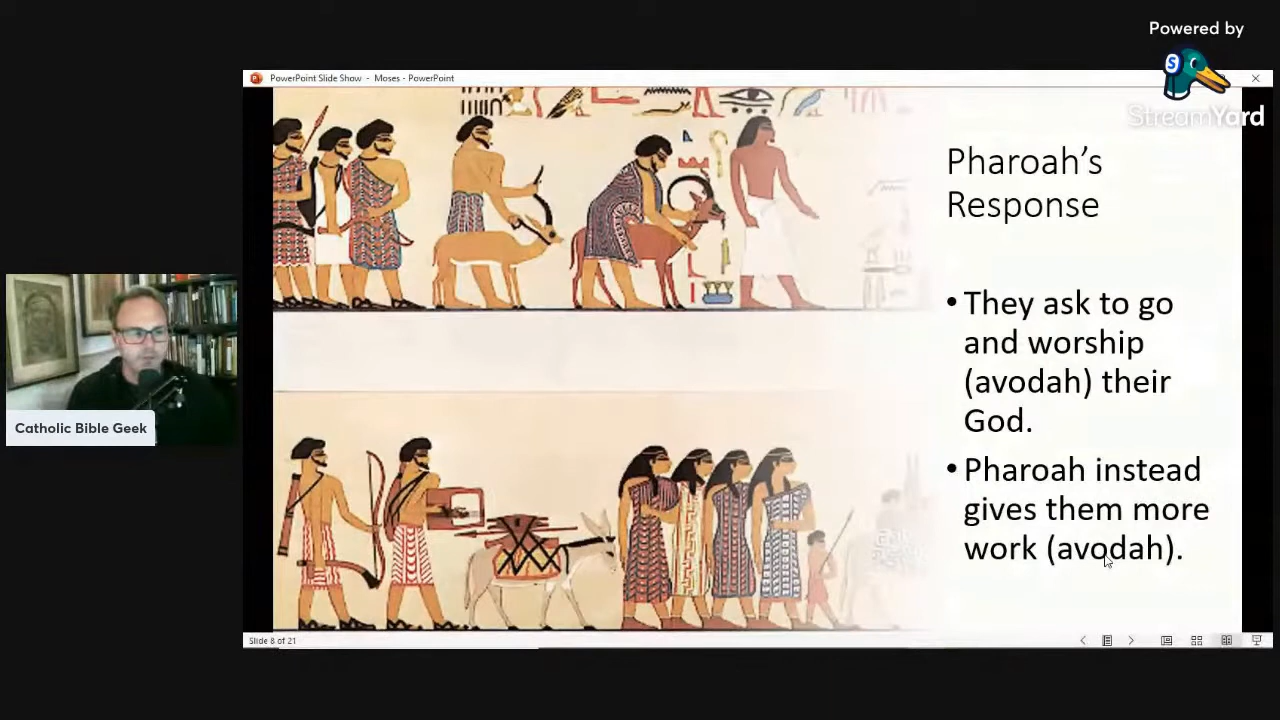 Powered by
StreamYard
PowerPoint Slide Show - Moses - PowerPoint
Pharoah's
Response
• They ask to go
and worship
(avodah) their
God.
• Pharoah instead
gives them more
work (avodah).
Catholic Bible Geek
Slide 8 of 21